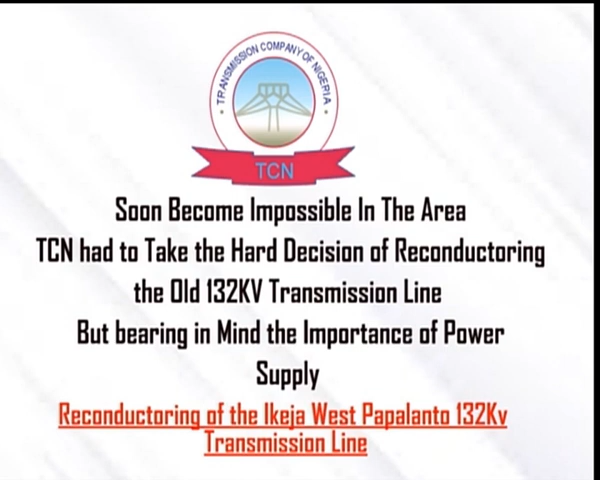 TRANSMISSION COMPANY OF NIGERIA
TCN
Soon Become Impossible In The Area
TCN had to Take the Hard Decision of Reconductoring
the Old 132KV Transmission Line
But bearing in Mind the Importance of Power
Supply
Reconductoring of the Ikeja West Papalanto 132Kv
Transmission Line